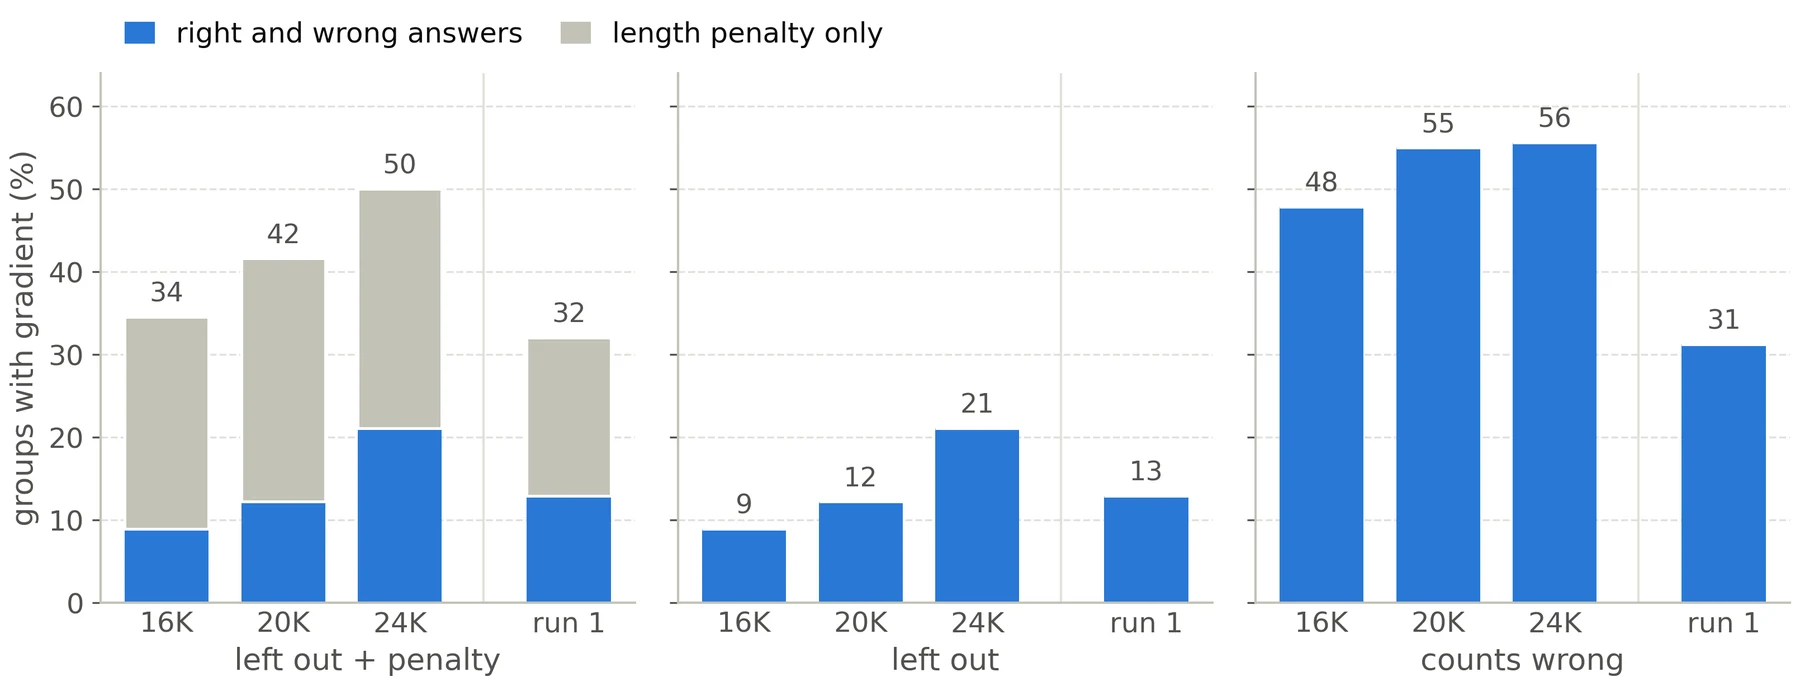 right and wrong answers length penalty only
groups with gradient (%)
60
50
40
30
20
10
0
34 42 50 32
16K 20K 24K run 1
left out + penalty
9 12 21 13
16K 20K 24K run 1
left out
48 55 56 31
16K 20K 24K run 1
counts wrong